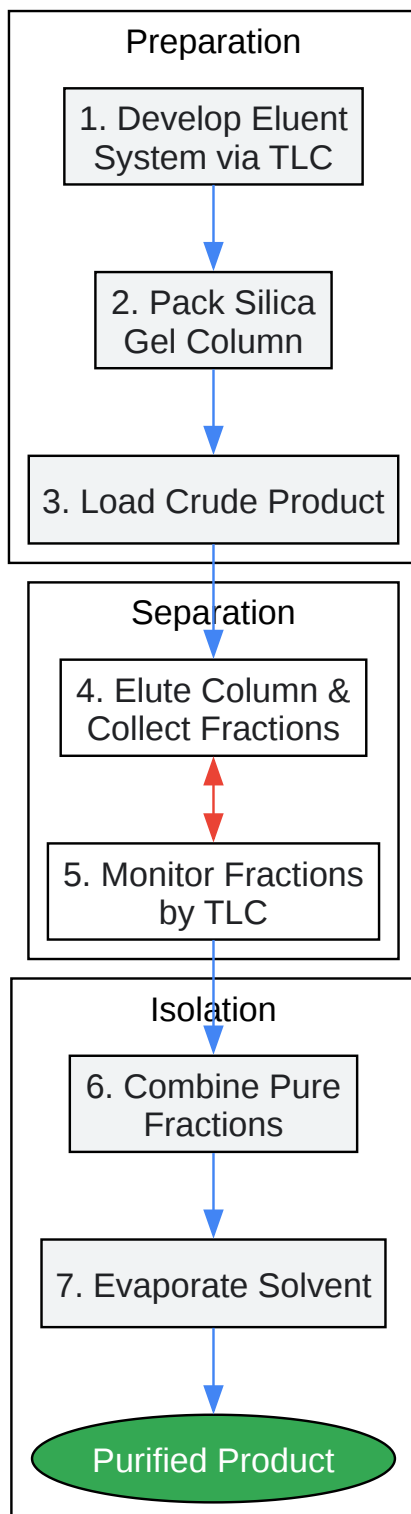 Preparation
1. Develop Eluent
System via TLC
2. Pack Silica
Gel Column
3. Load Crude Product
Separation
4. Elute Column &
Collect Fractions
5. Monitor Fractions
by TLC
Isolation
6. Combine Pure
Fractions
7. Evaporate Solvent
Purified Product